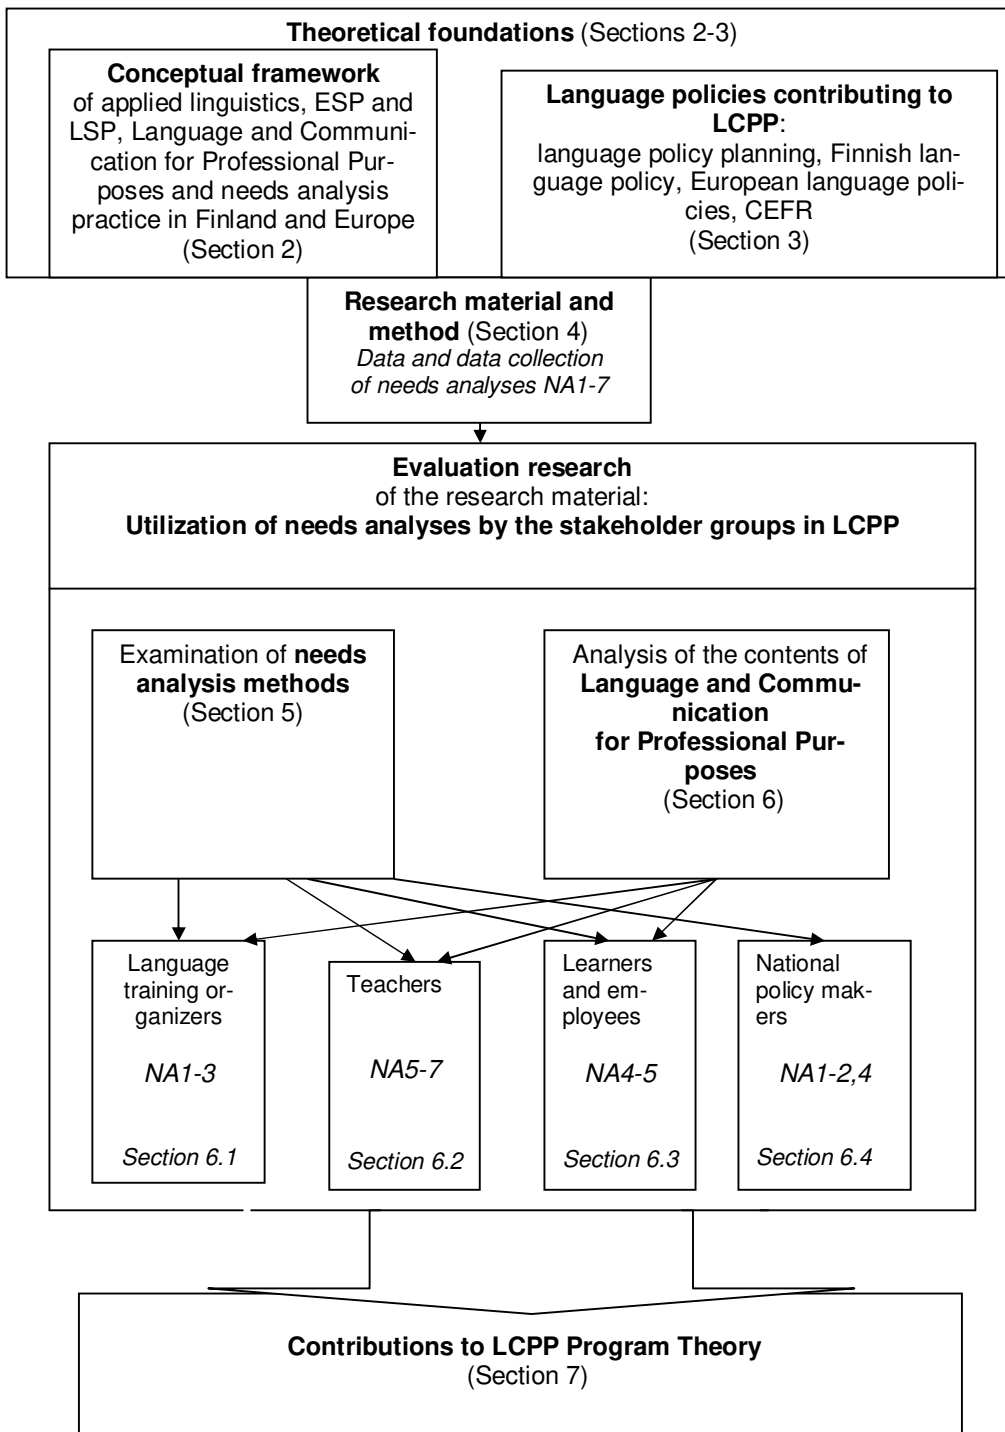 Theoretical foundations (Sections 2-3)
Conceptual framework
of applied linguistics, ESP and
LSP, Language and Communi-
cation for Professional Pur-
poses and needs analysis
practice in Finland and Europe
(Section 2)
Language policies contributing to
LCPP:
language policy planning, Finnish lan-
guage policy, European language poli-
cies, CEFR
(Section 3)
Research material and
method (Section 4)
Data and data collection
of needs analyses NA1-7
Evaluation research
of the research material:
Utilization of needs analyses by the stakeholder groups in LCPP
Examination of needs
analysis methods
(Section 5)
Analysis of the contents of
Language and Commu-
nication
for Professional Pur-
poses
(Section 6)
Language
training or-
ganizers
NA1-3
Section 6.1
Teachers
NA5-7
Section 6.2
Learners
and em-
ployees
NA4-5
Section 6.3
National
policy mak-
ers
NA1-2,4
Section 6.4
Contributions to LCPP Program Theory
(Section 7)